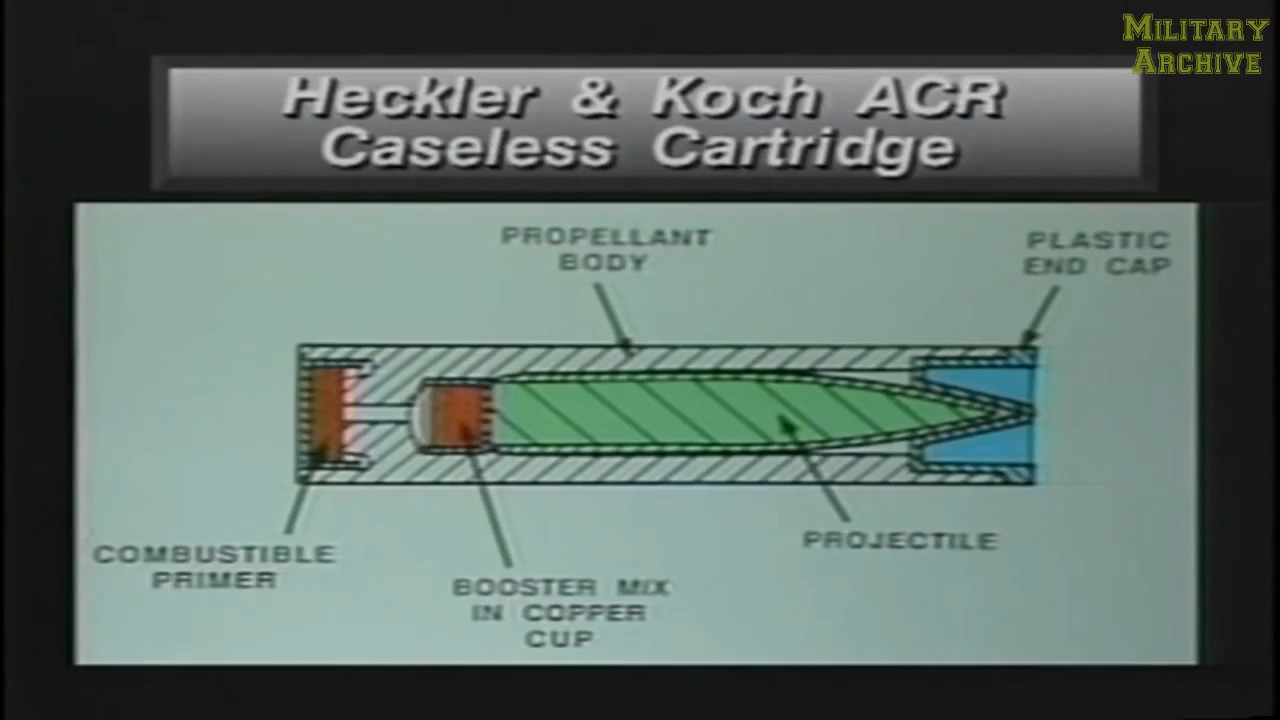 MILITARY
ARCHIVE
Heckler & Koch ACR
Caseless Cartridge
PROPELLANT
BODY
PLASTIC
END CAP
COMBUSTIBLE
PRIMER
BOOSTER MIX
IN COPPER
CUP
PROJECTILE